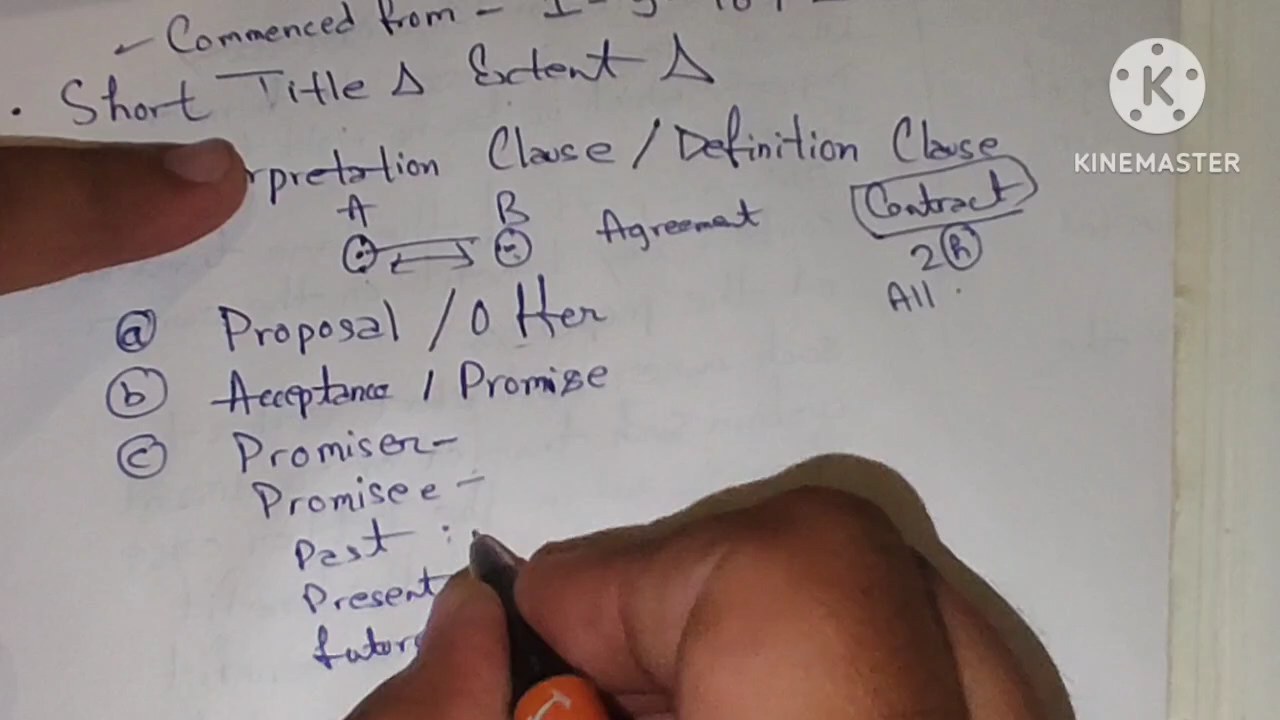 Commenced from -
. Short Title Δ Extent Δ
rpretation Clause / Definition Clause
A B Agreement Contract
2 R
All .
a Proposal / Offer
b Acceptance / Promise
c Promiser -
Promisee -
Past :
Present
K
KINEMASTER